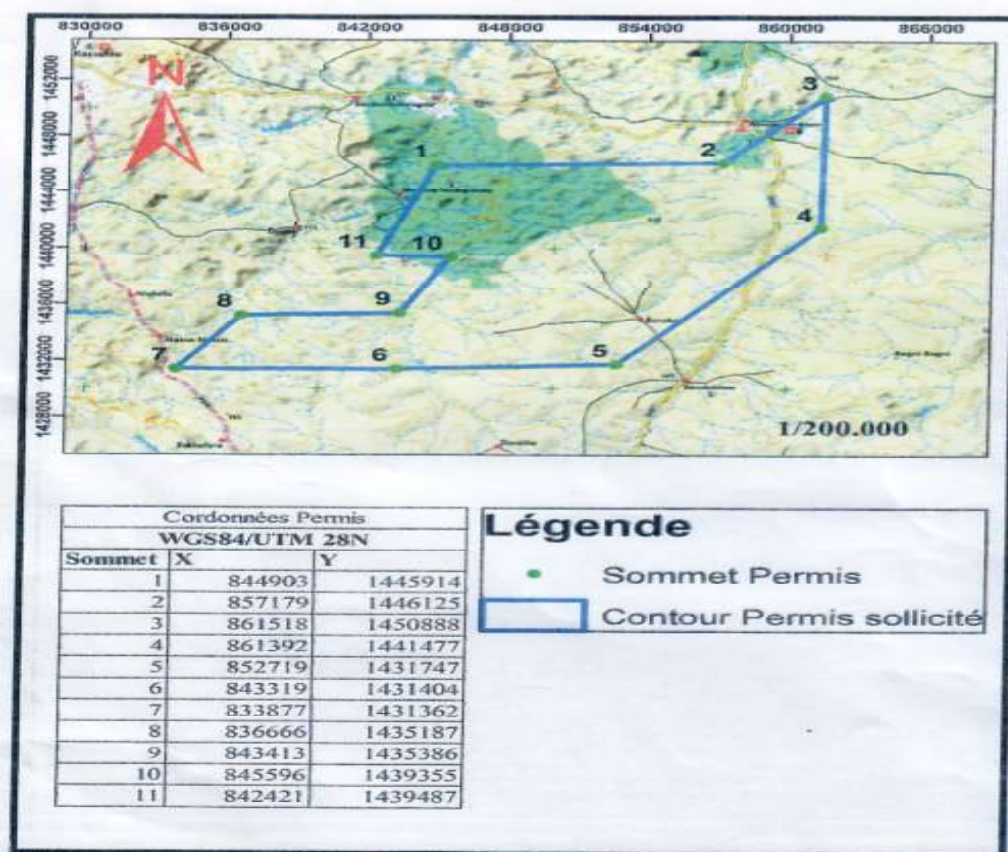 830000 836000 842000 848000 854000 860000 866000
1452000
1448000
1444000
1440000
1436000
1432000
1428000
N
1
2
3
4
5
6
7
8
9
10
11
1/200.000
Cordonnées Permis
WGS84/UTM 28N
Sommet X Y
1 844903 1445914
2 857179 1446125
3 861518 1450888
4 861392 1441477
5 852719 1431747
6 843319 1431404
7 833877 1431362
8 836666 1435187
9 843413 1435386
10 845596 1439355
11 842421 1439487
Légende
Sommet Permis
Contour Permis sollicité